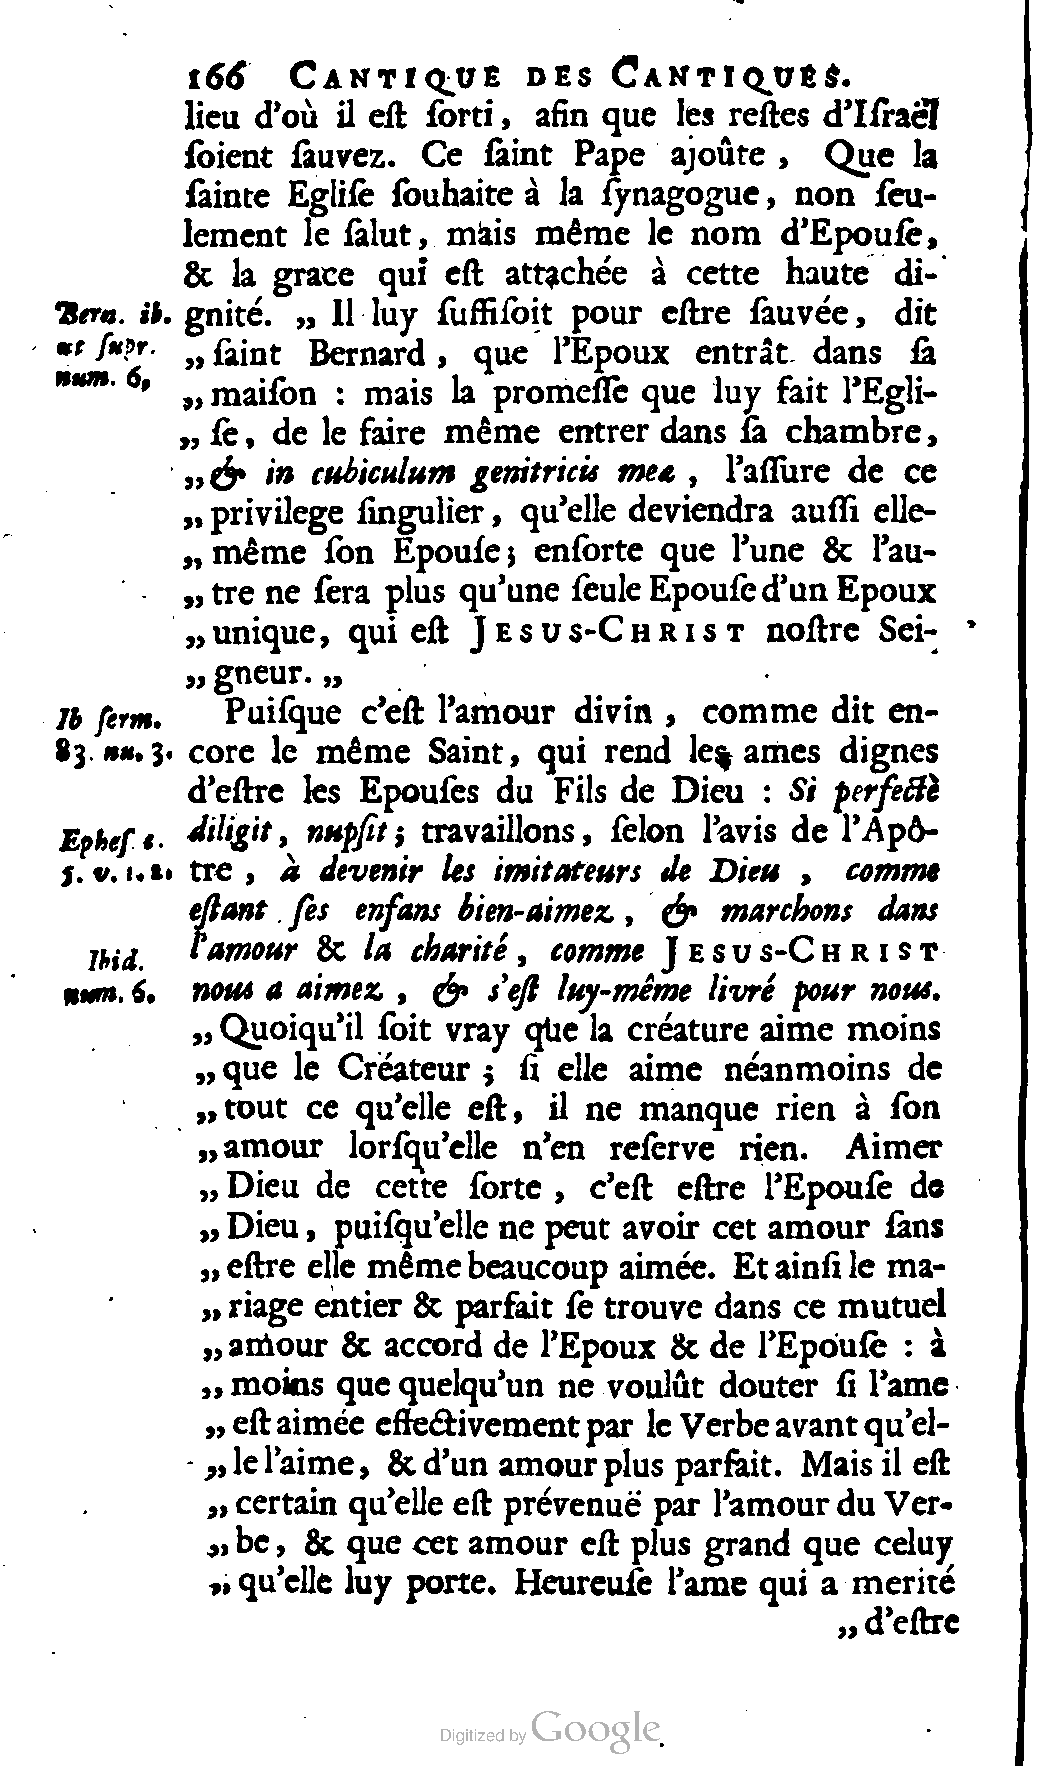 166 CANTIQUE DES CANTIQUES.
lieu d'où il eſt ſorti, afin que les reſtes d'Iſraël
ſoient ſauvez. Ce ſaint Pape ajoûte, Que la
ſainte Egliſe ſouhaite à la ſynagogue, non ſeu-
lement le ſalut, mais même le nom d'Epouſe,
& la grace qui eſt attachée à cette haute di-
Bern. ib. gnité. „ Il luy ſuffiſoit pour eſtre ſauvée, dit
ut ſupr. „ ſaint Bernard, que l'Epoux entrât dans ſa
num. 6, „ maiſon : mais la promeſſe que luy fait l'Egli-
„ ſe, de le faire même entrer dans ſa chambre,
„ & in cubiculum genitricis meæ, l'aſſure de ce
„ privilege ſingulier, qu'elle deviendra auſſi elle-
„ même ſon Epouſe; enſorte que l'une & l'au-
„ tre ne ſera plus qu'une ſeule Epouſe d'un Epoux
„ unique, qui eſt JESUS-CHRIST noſtre Sei-
„ gneur. „
Ib ſerm. Puiſque c'eſt l'amour divin, comme dit en-
83. nu. 3. core le même Saint, qui rend les ames dignes
d'eſtre les Epouſes du Fils de Dieu : Si perfectè
Epheſ. c. diligit, nupſit; travaillons, ſelon l'avis de l'Apô-
5. v. 1. 2. tre, à devenir les imitateurs de Dieu, comme
eſtant ſes enfans bien-aimez, & marchons dans
Ibid. l'amour & la charité, comme JESUS-CHRIST
num. 6. nous a aimez, & s'eſt luy-même livré pour nous.
„ Quoiqu'il ſoit vray que la créature aime moins
„ que le Créateur; ſi elle aime néanmoins de
„ tout ce qu'elle eſt, il ne manque rien à ſon
„ amour lorſqu'elle n'en reſerve rien. Aimer
„ Dieu de cette ſorte, c'eſt eſtre l'Epouſe de
„ Dieu, puiſqu'elle ne peut avoir cet amour ſans
„ eſtre elle même beaucoup aimée. Et ainſi le ma-
„ riage entier & parfait ſe trouve dans ce mutuel
„ amour & accord de l'Epoux & de l'Epouſe : à
„ moins que quelqu'un ne voulût douter ſi l'ame
„ eſt aimée effectivement par le Verbe avant qu'el-
„ le l'aime, & d'un amour plus parfait. Mais il eſt
„ certain qu'elle eſt prévenuë par l'amour du Ver-
„ be, & que cet amour eſt plus grand que celuy
„ qu'elle luy porte. Heureuſe l'ame qui a merité
„ d'eſtre
Digitized by Google